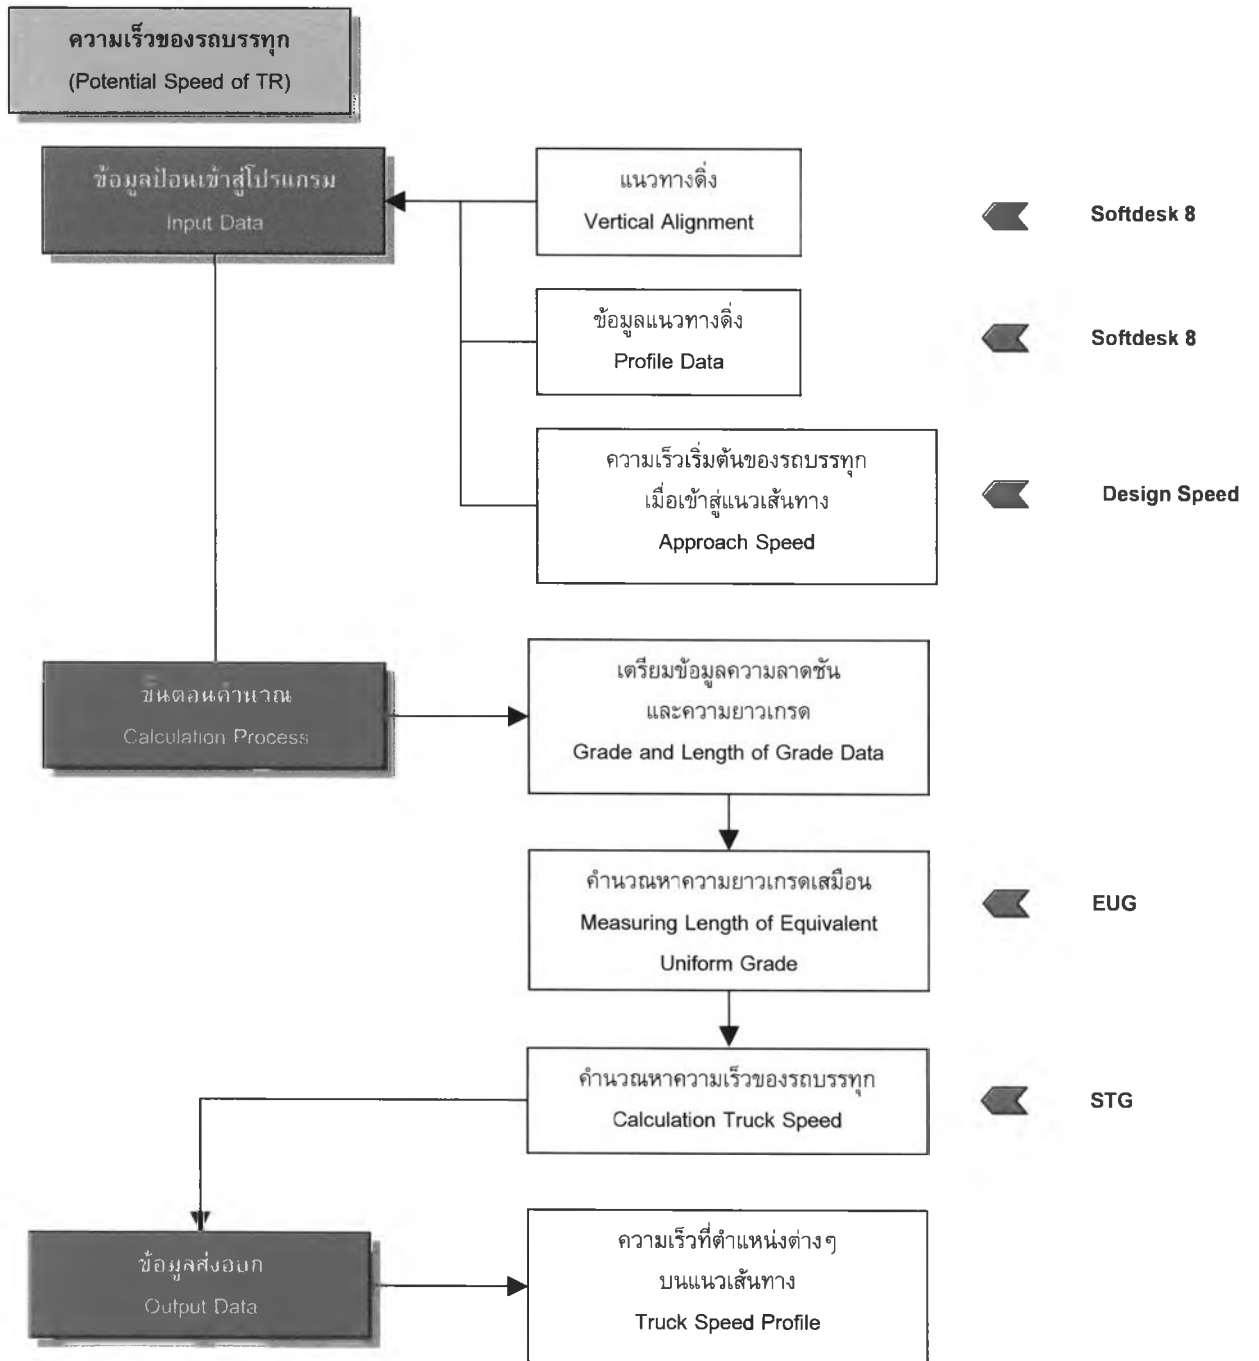 ความเร็วของรถบรรทุก
(Potential Speed of TR)
ข้อมูลป้อนเข้าสู่โปรแกรม
Input Data
แนวทางดิ่ง
Vertical Alignment
Softdesk 8
ข้อมูลแนวทางดิ่ง
Profile Data
Softdesk 8
ความเร็วเริ่มต้นของรถบรรทุก
เมื่อเข้าสู่แนวเส้นทาง
Approach Speed
Design Speed
ขั้นตอนคำนวณ
Calculation Process
เตรียมข้อมูลความลาดชัน
และความยาวเกรด
Grade and Length of Grade Data
คำนวณหาความยาวเกรดเสมือน
Measuring Length of Equivalent
Uniform Grade
EUG
คำนวณหาความเร็วของรถบรรทุก
Calculation Truck Speed
STG
ข้อมูลส่งออก
Output Data
ความเร็วที่ตำแหน่งต่างๆ
บนแนวเส้นทาง
Truck Speed Profile